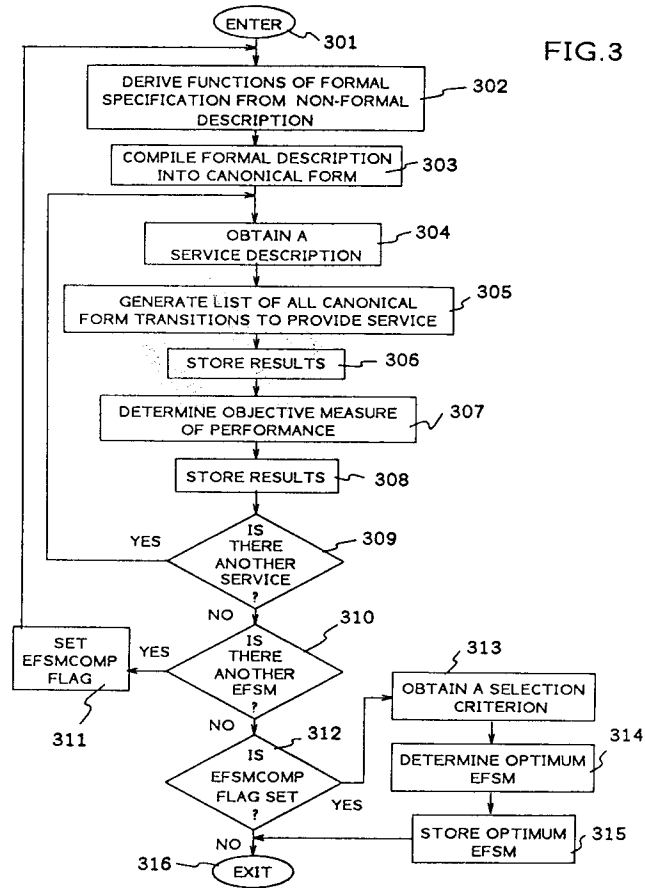 ENTER
301
FIG.3
DERIVE FUNCTIONS OF FORMAL
SPECIFICATION FROM NON-FORMAL
DESCRIPTION
302
COMPILE FORMAL DESCRIPTION
INTO CANONICAL FORM
303
OBTAIN A
SERVICE DESCRIPTION
304
GENERATE LIST OF ALL CANONICAL
FORM TRANSITIONS TO PROVIDE SERVICE
305
STORE RESULTS
306
DETERMINE OBJECTIVE MEASURE
OF PERFORMANCE
307
STORE RESULTS
308
IS
THERE
ANOTHER
SERVICE
?
309
YES
NO
310
IS
THERE
ANOTHER
EFSM
?
YES
SET
EFSMCOMP
FLAG
311
NO
312
IS
EFSMCOMP
FLAG SET
?
YES
NO
313
OBTAIN A SELECTION
CRITERION
314
DETERMINE OPTIMUM
EFSM
STORE OPTIMUM
EFSM
315
316
EXIT